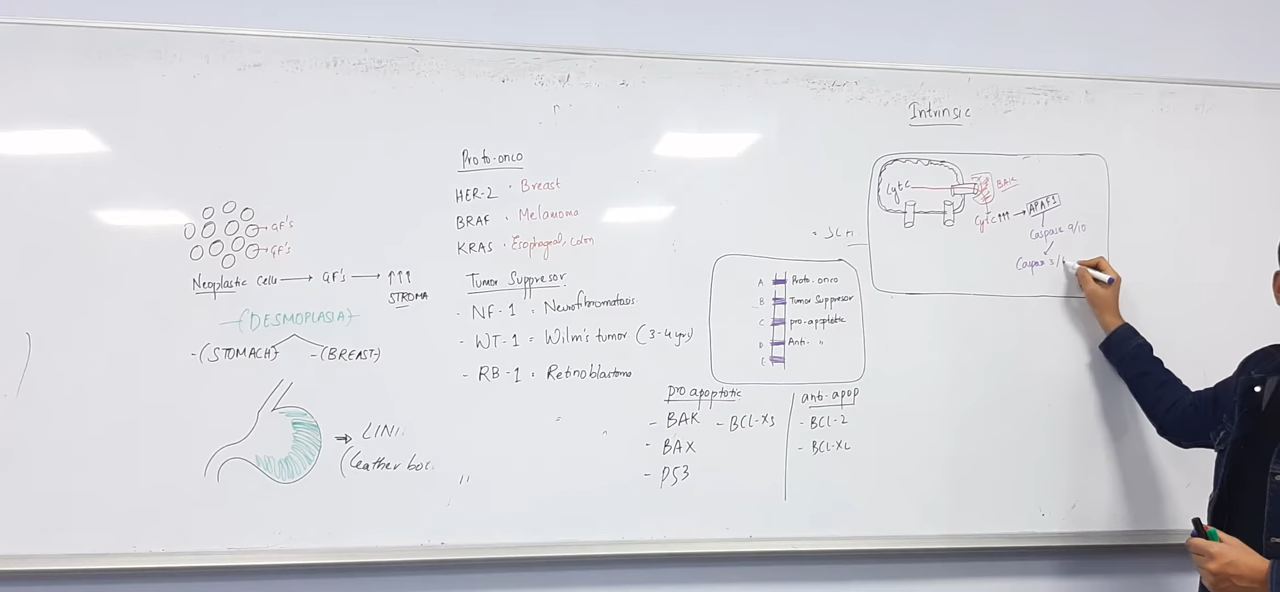 Intrinsic
Proto-onco
HER-2 · Breast
BRAF · Melanoma
KRAS · Esophageal, Colon
Tumor Suppresor
- NF-1 = Neurofibromatosis
- WT-1 = Wilm's tumor (3-4 yrs)
- RB-1 = Retinoblastoma
GF's
GF's
Neoplastic Cells → GF's → ↑↑↑
STROMA
(DESMOPLASIA)
-(STOMACH) -(BREAST)
⇒ LINI
(Leather bo
A Proto-onco
B Tumor Suppresor
C pro-apoptotic
D Anti- "
E
pro apoptotic
- BAK - BCL-XS
- BAX
- P53
anti-apop
- BCL-2
- BCL-XL
Cyt C
BAK
Cyt C ↑↑↑ → APAF1
Caspase 9/10
Caspase 3/